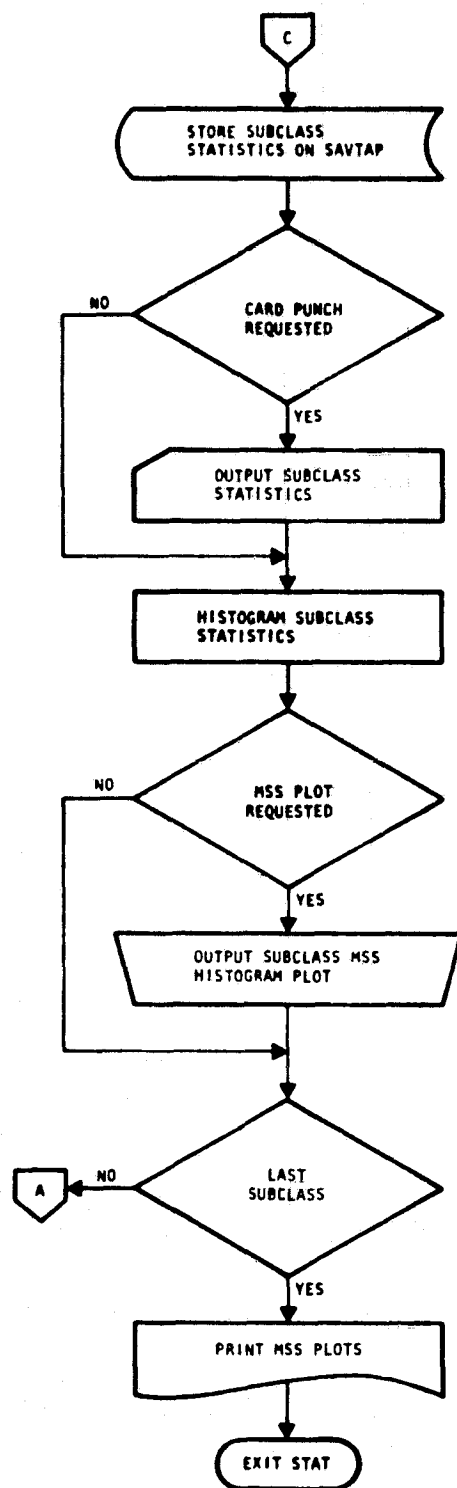 C
STORE SUBCLASS
STATISTICS ON SAVTAP
NO
CARD PUNCH
REQUESTED
YES
OUTPUT SUBCLASS
STATISTICS
HISTOGRAM SUBCLASS
STATISTICS
NO
MSS PLOT
REQUESTED
YES
OUTPUT SUBCLASS MSS
HISTOGRAM PLOT
A
NO
LAST
SUBCLASS
YES
PRINT MSS PLOTS
EXIT STAT